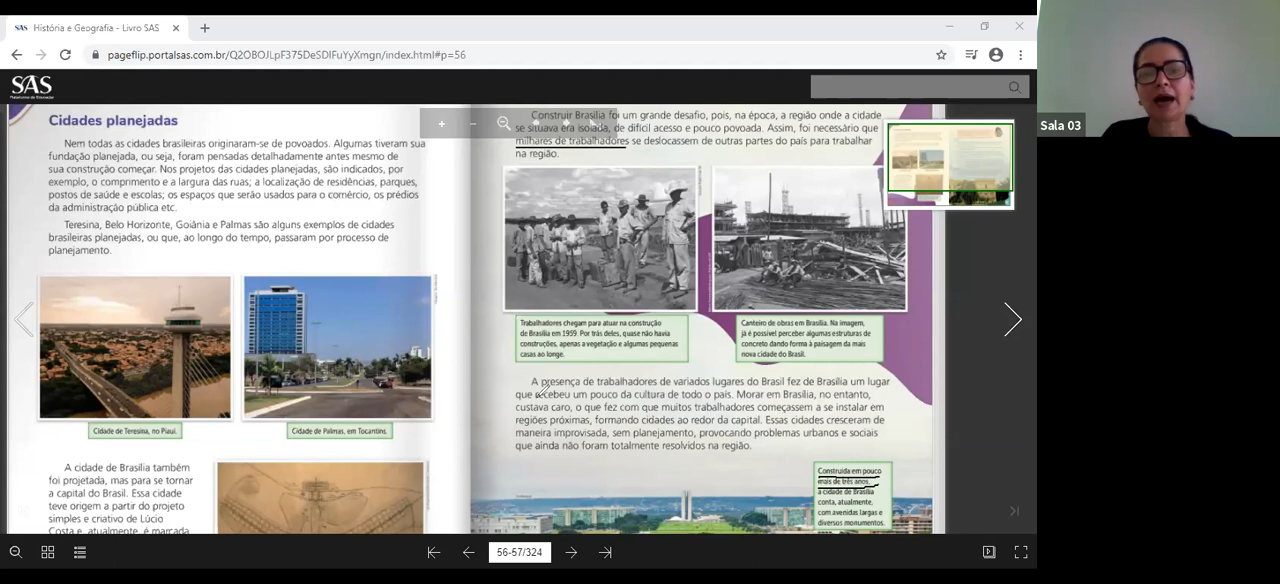 SAS História e Geografia - Livro SAS
pageflip.portalsas.com.br/Q2OBOJLpF375DeSDIFuYyXmgn/index.html#p=56
SAS
Sala 03
Cidades planejadas
Nem todas as cidades brasileiras originaram-se de povoados. Algumas tiveram sua
fundação planejada, ou seja, foram pensadas detalhadamente antes mesmo de
sua construção começar. Nos projetos das cidades planejadas, são indicados, por
exemplo, o comprimento e a largura das ruas; a localização de residências, parques,
postos de saúde e escolas; os espaços que serão usados para o comércio, os prédios
da administração pública etc.
Teresina, Belo Horizonte, Goiânia e Palmas são alguns exemplos de cidades
brasileiras planejadas, ou que, ao longo do tempo, passaram por processo de
planejamento.
Cidade de Teresina, no Piauí.
Cidade de Palmas, em Tocantins.
A cidade de Brasília também
foi projetada, mas para se tornar
a capital do Brasil. Essa cidade
teve origem a partir do projeto
simples e criativo de Lúcio
Costa e, atualmente, é marcada
Construir Brasília foi um grande desafio, pois, na época, a região onde a cidade
se situava era isolada, de difícil acesso e pouco povoada. Assim, foi necessário que
milhares de trabalhadores se deslocassem de outras partes do país para trabalhar
na região.
Trabalhadores chegam para atuar na construção
de Brasília em 1959. Por trás deles, quase não havia
construções, apenas a vegetação e algumas pequenas
casas ao longe.
Canteiro de obras em Brasília. Na imagem,
já é possível perceber algumas estruturas de
concreto dando forma à paisagem da mais
nova cidade do Brasil.
A presença de trabalhadores de variados lugares do Brasil fez de Brasília um lugar
que recebeu um pouco da cultura de todo o país. Morar em Brasília, no entanto,
custava caro, o que fez com que muitos trabalhadores começassem a se instalar em
regiões próximas, formando cidades ao redor da capital. Essas cidades cresceram de
maneira improvisada, sem planejamento, provocando problemas urbanos e sociais
que ainda não foram totalmente resolvidos na região.
Construída em pouco
mais de três anos,
a cidade de Brasília
conta, atualmente,
com avenidas largas e
diversos monumentos.
56-57/324